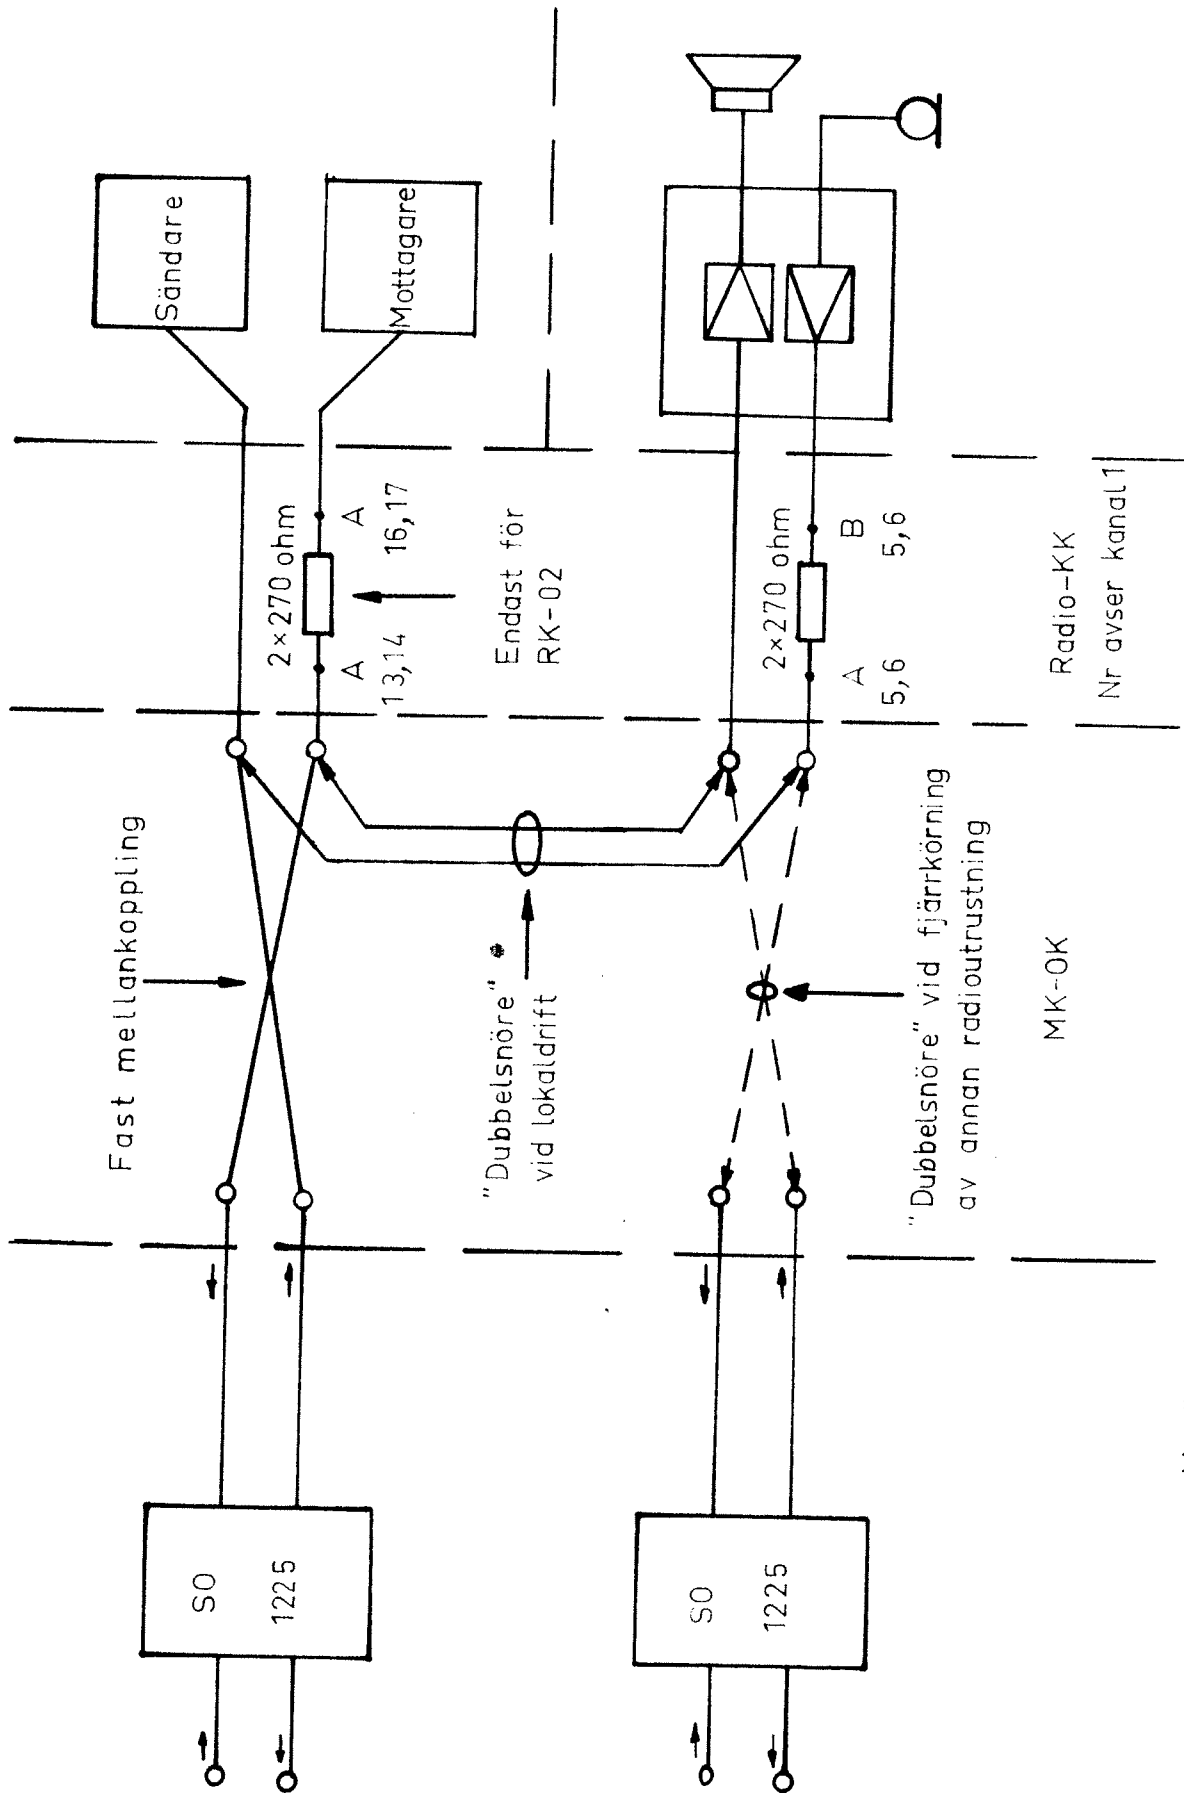 Sändare
Mottagare
2×270 ohm
A
13,14
A
16,17
Endast för
RK-02
2×270 ohm
A
5,6
B
5,6
Radio-KK
Nr avser kanal 1
Fast mellankoppling
"Dubbelsnöre" *
vid lokaldrift
"Dubbelsnöre" vid fjärrkörning
av annan radioutrustning
MK-OK
SO
1225
SO
1225